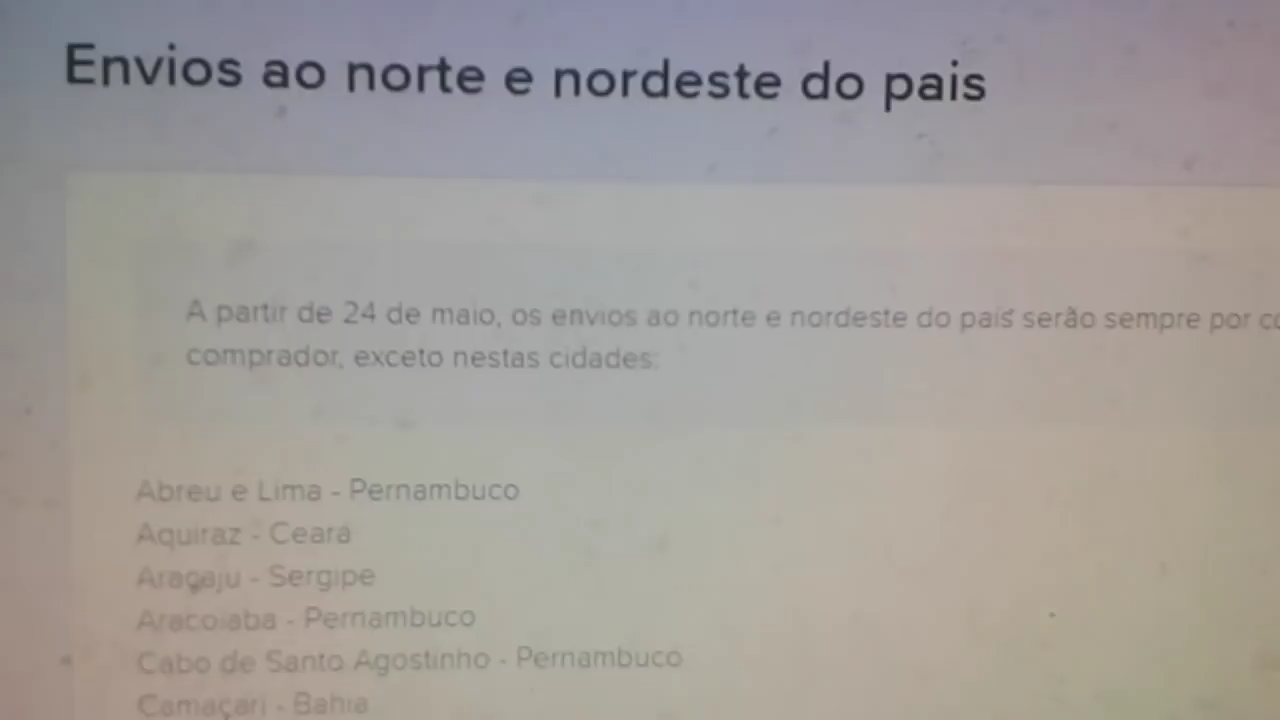 Envios ao norte e nordeste do pais
A partir de 24 de maio, os envios ao norte e nordeste do país serão sempre por
comprador, exceto nestas cidades:
Abreu e Lima - Pernambuco
Aquiraz - Ceará
Aracaju - Sergipe
Aracoiaba - Pernambuco
Cabo de Santo Agostinho - Pernambuco
Camaçari - Bahia